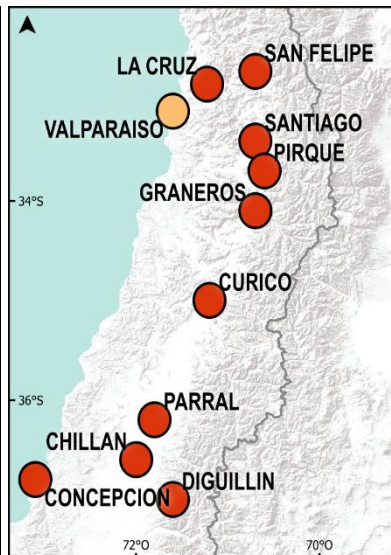 SAN FELIPE
LA CRUZ
VALPARAISO
SANTIAGO
PIRQUE
GRANEROS
34ºS
CURICO
36ºS
PARRAL
CHILLAN
CONCEPCION
DIGUILLIN
72ºO
70ºO